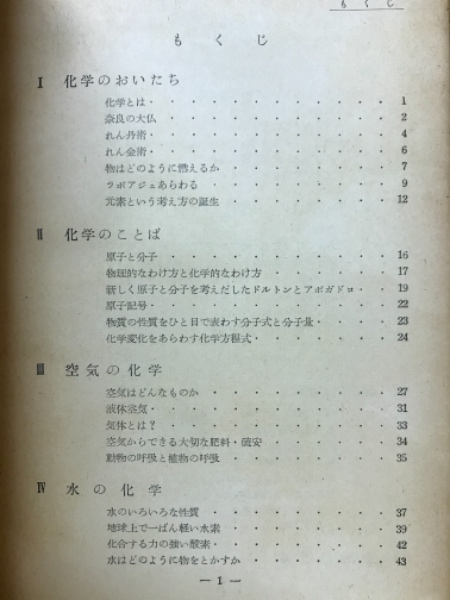 もくじ
もくじ
I 化学のおいたち
化学とは・・・・・・・・・・・・1
奈良の大仏・・・・・・・・・・・・2
れん丹術・・・・・・・・・・・・4
れん金術・・・・・・・・・・・・6
物はどのように燃えるか・・・・・・・・・7
ラボアジェあらわる・・・・・・・・・9
元素という考え方の誕生・・・・・・・・・12
II 化学のことば
原子と分子・・・・・・・・・・・・16
物理的なわけ方と化学的なわけ方・・・・・・・17
新しく原子と分子を考えだしたドルトンとアボガドロ・・19
原子記号・・・・・・・・・・・・22
物質の性質をひと目で表わす分子式と分子量・・・・23
化学変化をあらわす化学方程式・・・・・・・24
III 空気の化学
空気はどんなものか・・・・・・・・・27
液体空気・・・・・・・・・・・・31
気体とは?・・・・・・・・・・・33
空気からできる大切な肥料・硫安・・・・・・・34
動物の呼吸と植物の呼吸・・・・・・・・・35
IV 水の化学
水のいろいろな性質・・・・・・・・・37
地球上で一ばん軽い水素・・・・・・・・・39
化合する力の強い酸素・・・・・・・・・42
水はどのように物をとかすか・・・・・・・・43
— 1 —